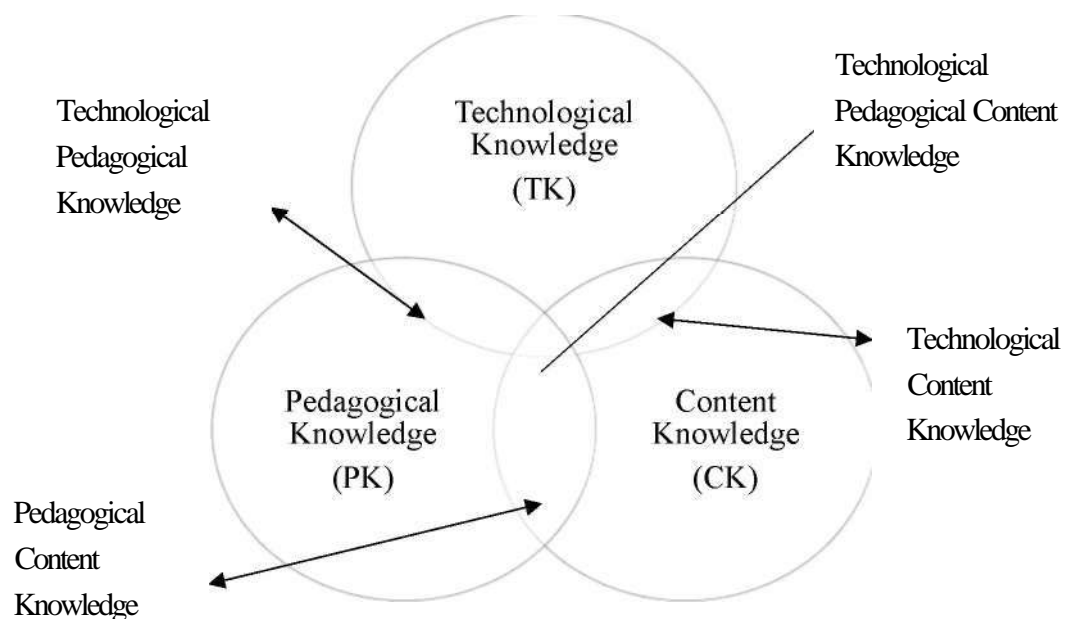 Technological
Pedagogical
Knowledge
Technological
Knowledge
(TK)
Technological
Pedagogical Content
Knowledge
Pedagogical
Knowledge
(PK)
Content
Knowledge
(CK)
Technological
Content
Knowledge
Pedagogical
Content
Knowledge